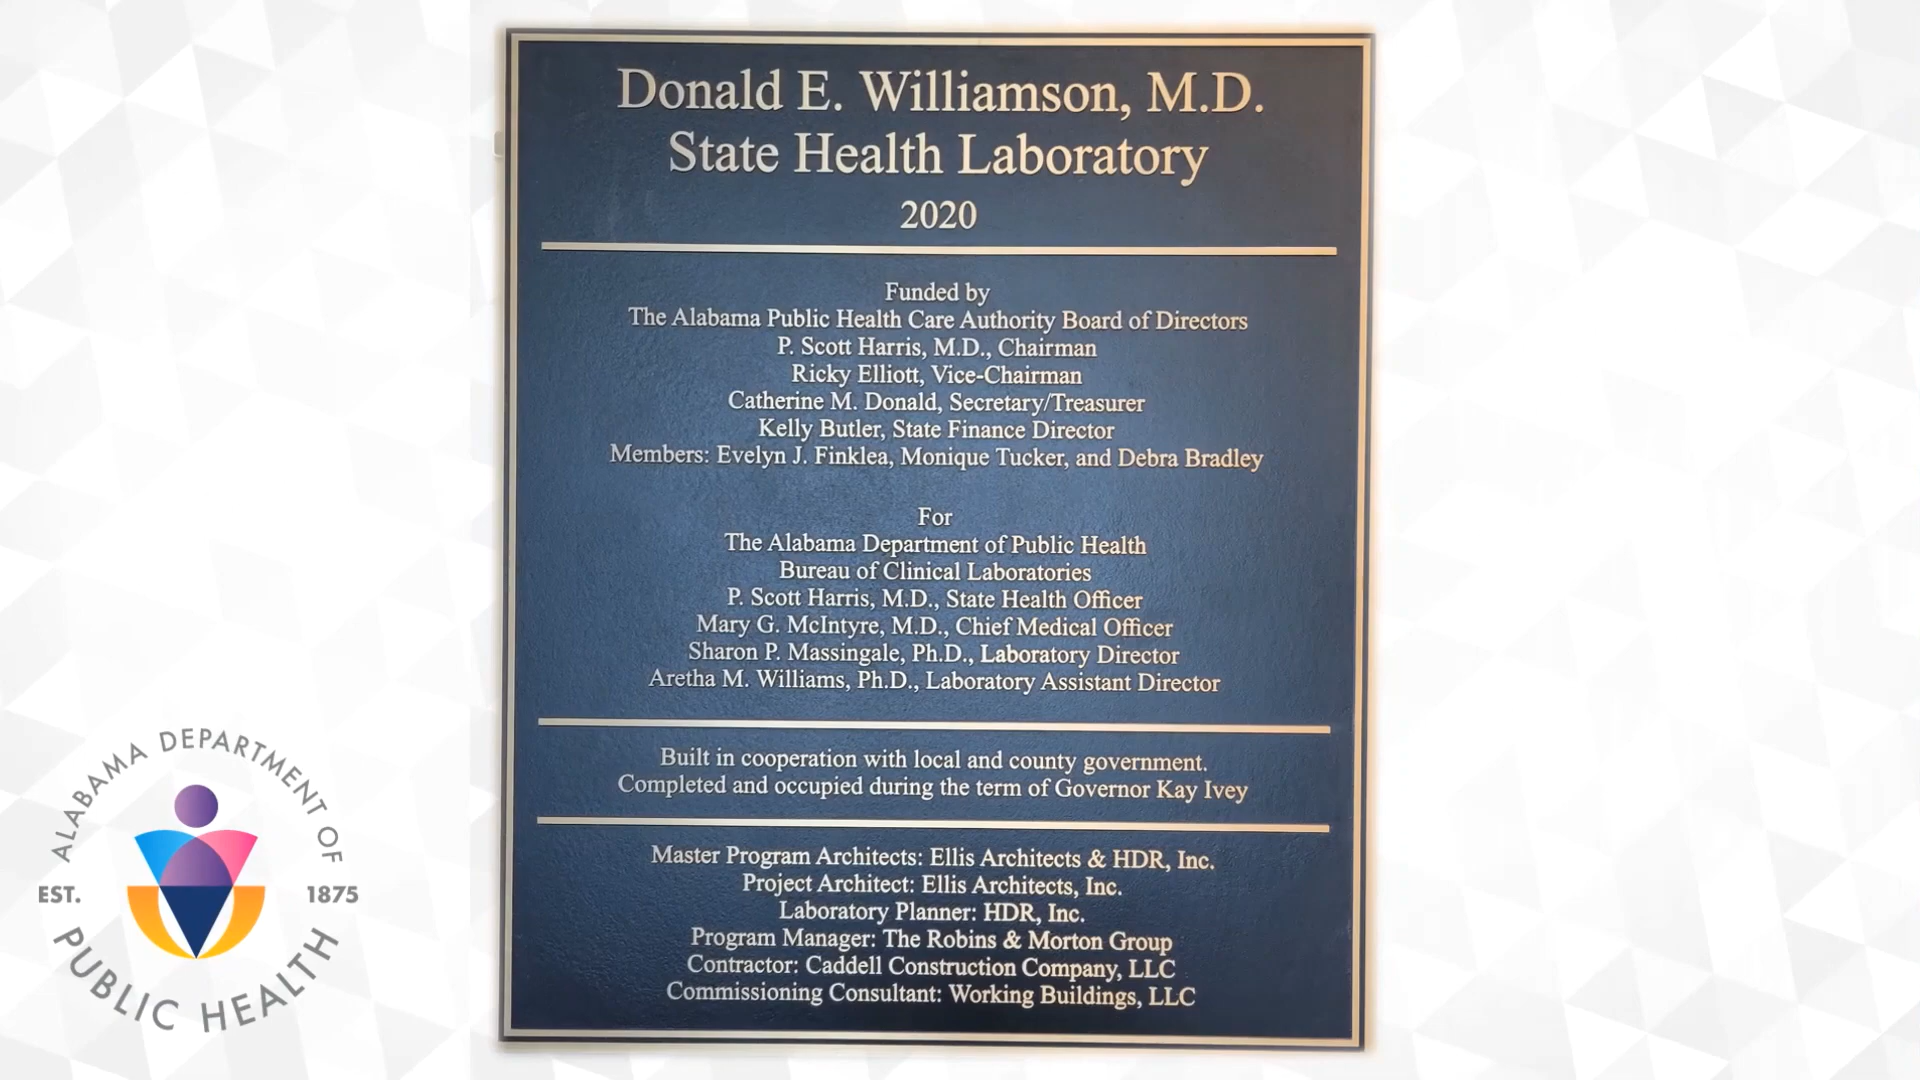 Donald E. Williamson, M.D.
State Health Laboratory
2020
Funded by
The Alabama Public Health Care Authority Board of Directors
P. Scott Harris, M.D., Chairman
Ricky Elliott, Vice-Chairman
Catherine M. Donald, Secretary/Treasurer
Kelly Butler, State Finance Director
Members: Evelyn J. Finklea, Monique Tucker, and Debra Bradley
For
The Alabama Department of Public Health
Bureau of Clinical Laboratories
P. Scott Harris, M.D., State Health Officer
Mary G. McIntyre, M.D., Chief Medical Officer
Sharon P. Massingale, Ph.D., Laboratory Director
Aretha M. Williams, Ph.D., Laboratory Assistant Director
Built in cooperation with local and county government.
Completed and occupied during the term of Governor Kay Ivey
Master Program Architects: Ellis Architects & HDR, Inc.
Project Architect: Ellis Architects, Inc.
Laboratory Planner: HDR, Inc.
Program Manager: The Robins & Morton Group
Contractor: Caddell Construction Company, LLC
Commissioning Consultant: Working Buildings, LLC
ALABAMA DEPARTMENT OF
EST. 1875
PUBLIC HEALTH